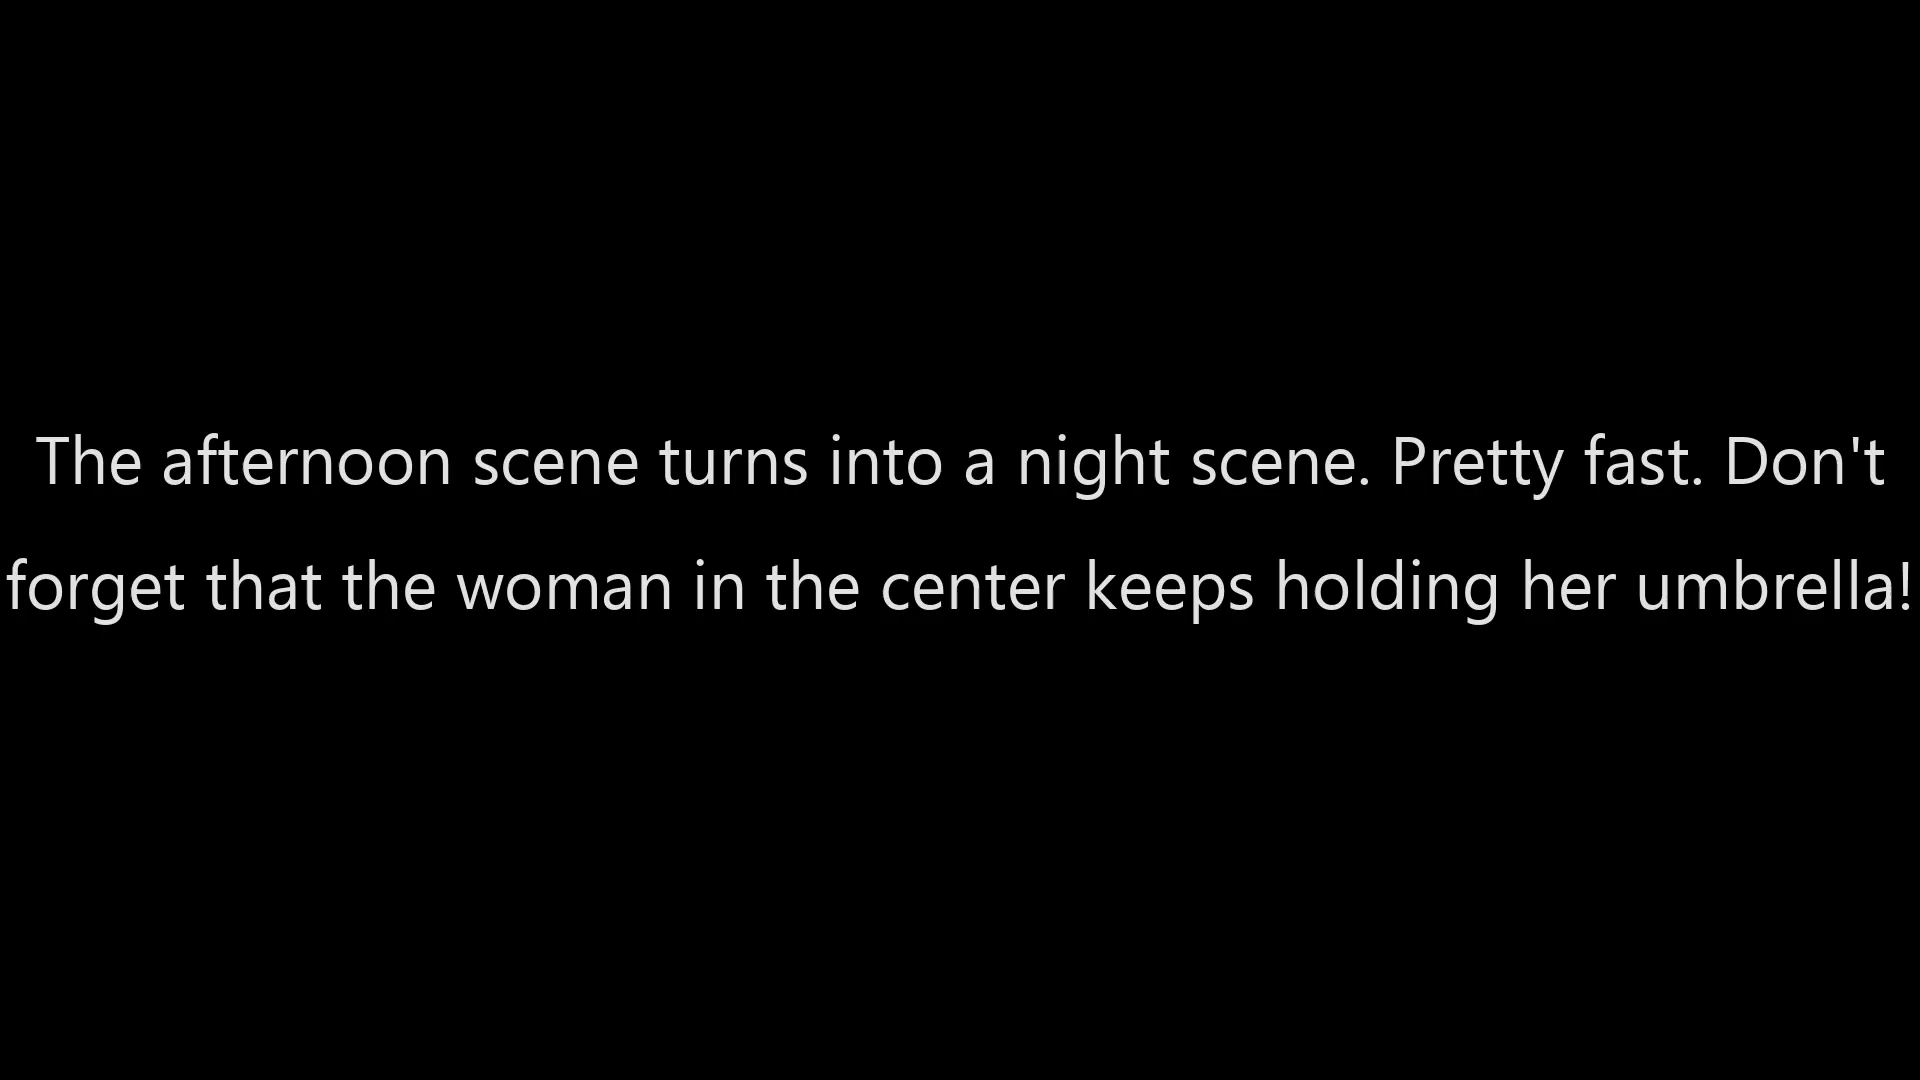 The afternoon scene turns into a night scene. Pretty fast. Don't
forget that the woman in the center keeps holding her umbrella!